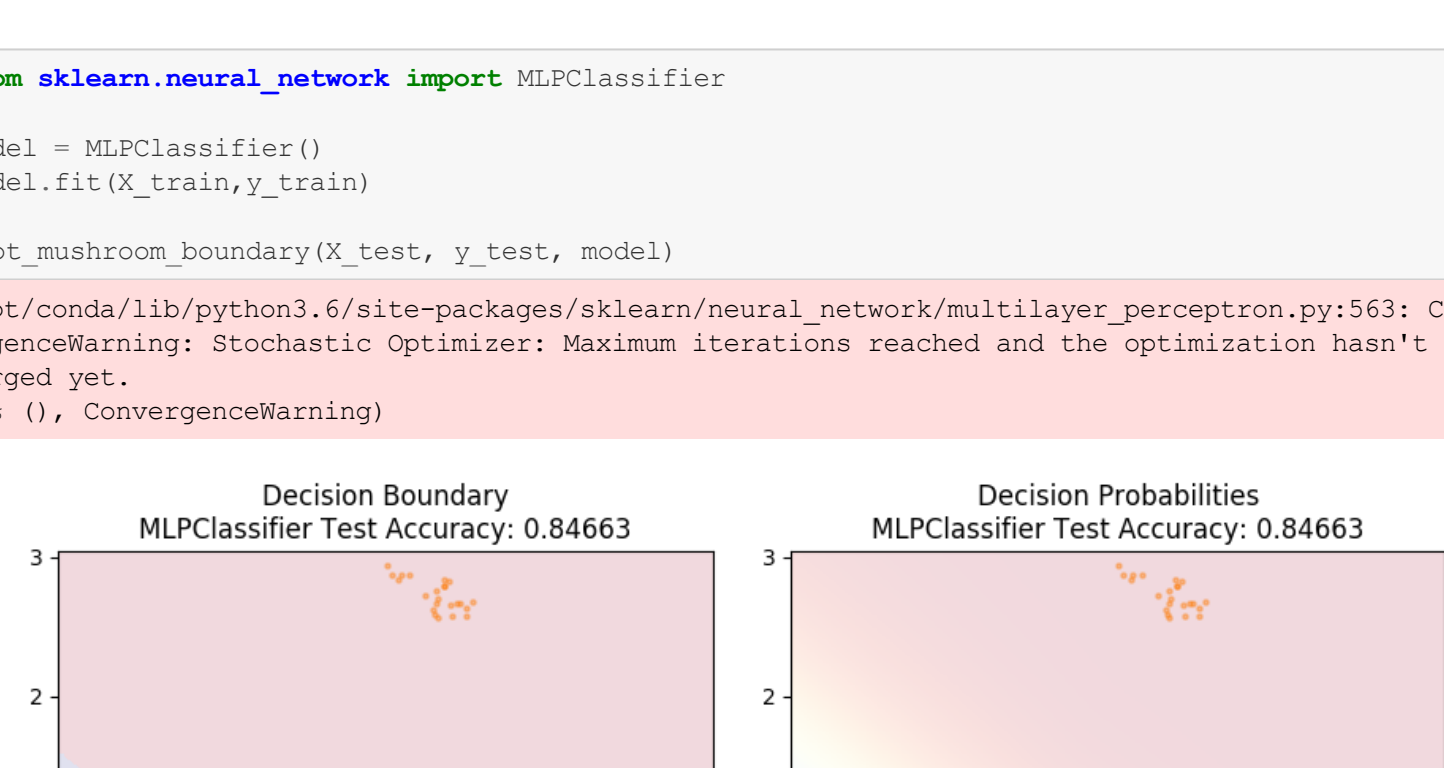 om sklearn.neural_network import MLPClassifier
del = MLPClassifier()
del.fit(X_train,y_train)
ot_mushroom_boundary(X_test, y_test, model)
pt/conda/lib/python3.6/site-packages/sklearn/neural_network/multilayer_perceptron.py:563: C
genceWarning: Stochastic Optimizer: Maximum iterations reached and the optimization hasn't
rged yet.
s (), ConvergenceWarning)
Decision Boundary
MLPClassifier Test Accuracy: 0.84663
3
2
Decision Probabilities
MLPClassifier Test Accuracy: 0.84663
3
2